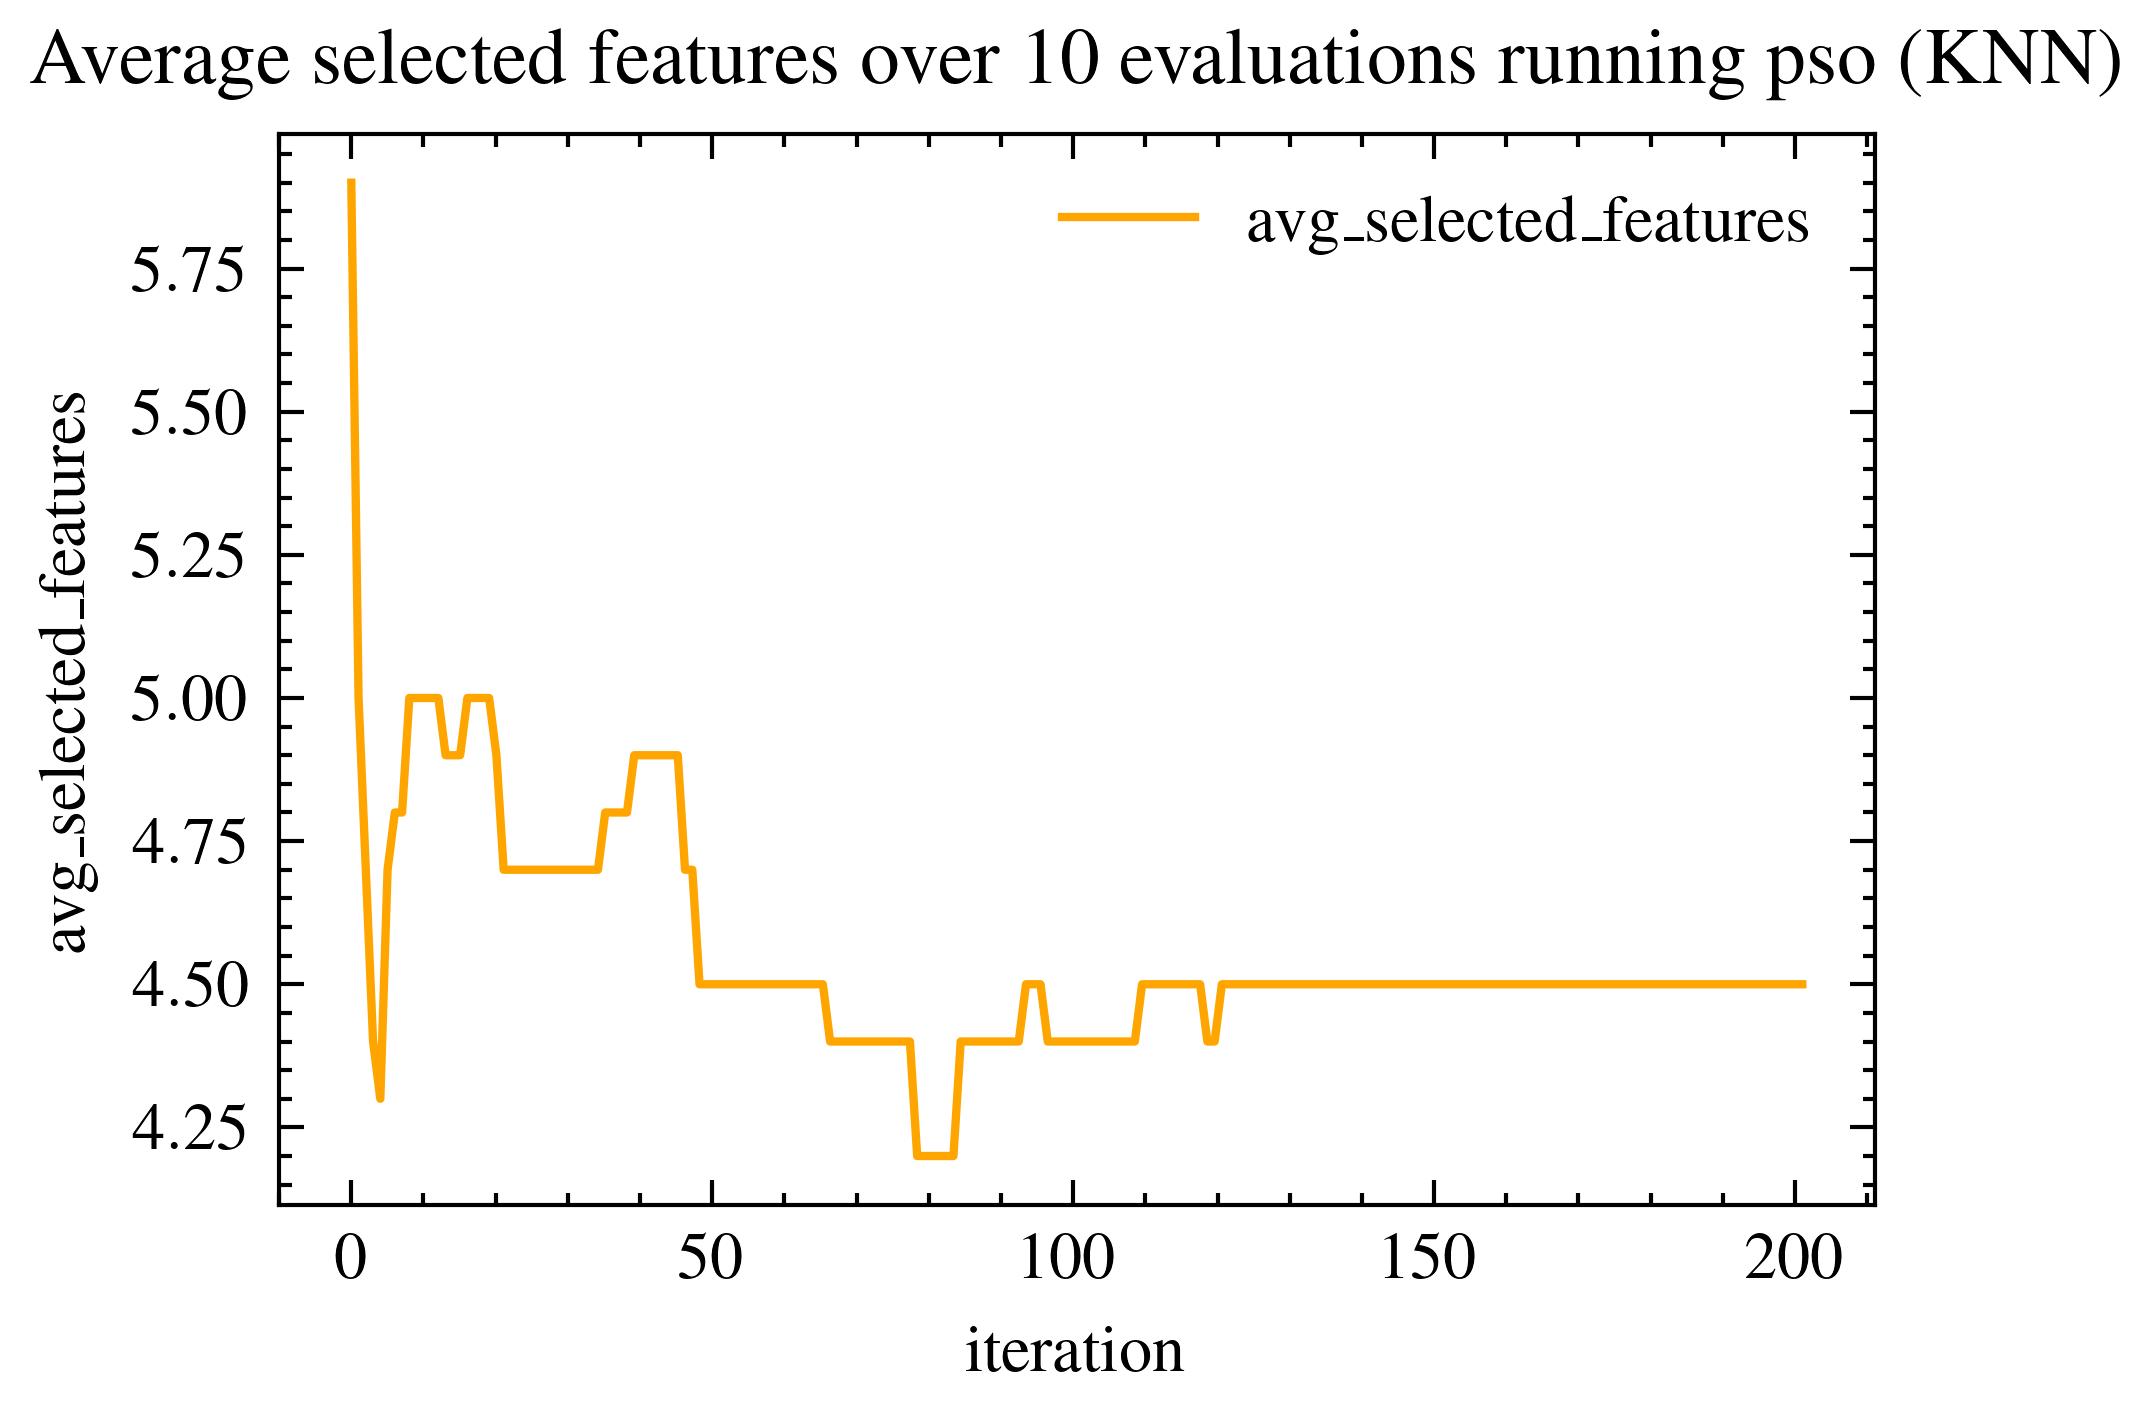 Average selected features over 10 evaluations running pso (KNN)
avg_selected_features
avg_selected_features
5.75
5.50
5.25
5.00
4.75
4.50
4.25
0 50 100 150 200
iteration